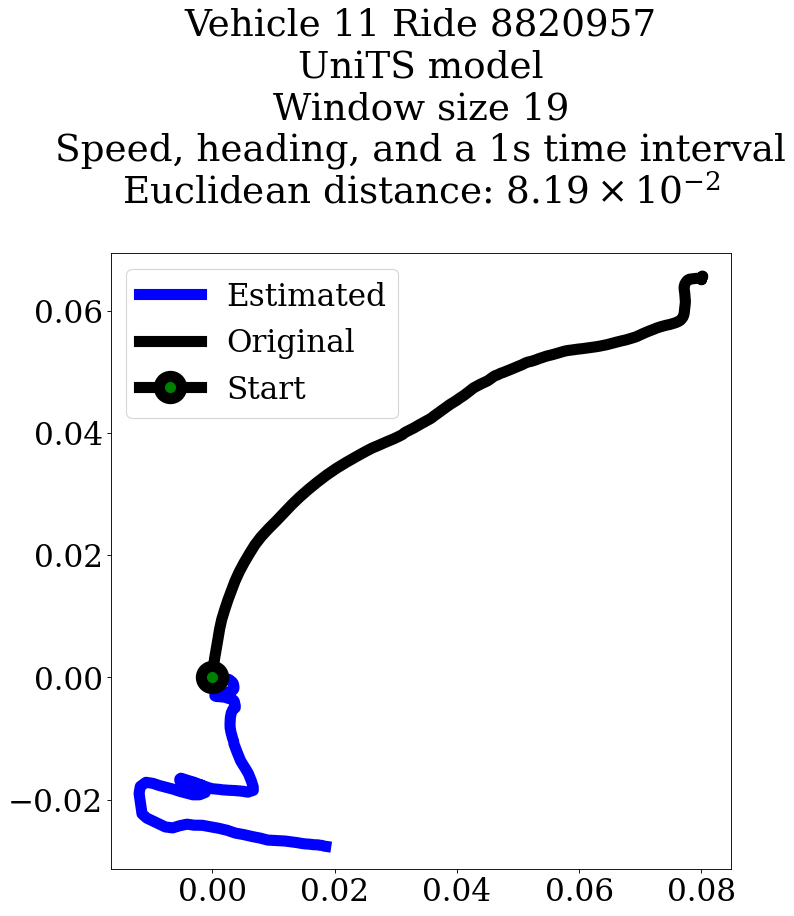 Vehicle 11 Ride 8820957
UniTS model
Window size 19
Speed, heading, and a 1s time interval
Euclidean distance: 8.19 × 10⁻²
Estimated
Original
Start
0.06
0.04
0.02
0.00
−0.02
0.00 0.02 0.04 0.06 0.08